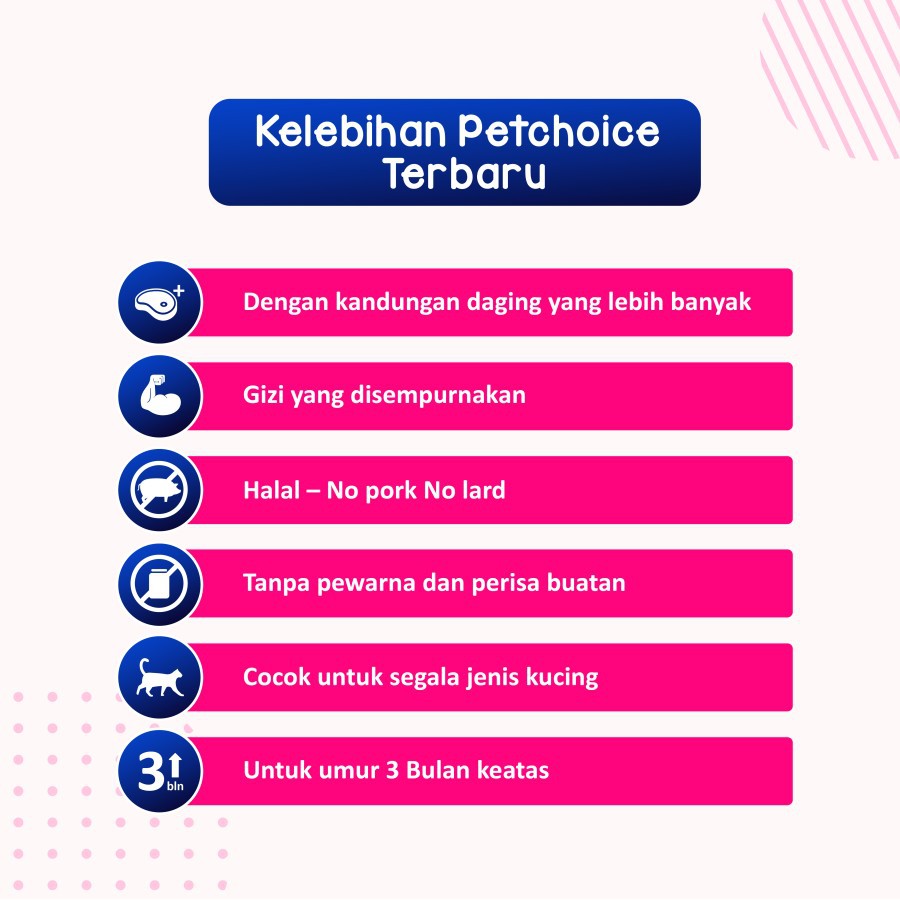 Kelebihan Petchoice
Terbaru
Dengan kandungan daging yang lebih banyak
Gizi yang disempurnakan
Halal – No pork No lard
Tanpa pewarna dan perisa buatan
Cocok untuk segala jenis kucing
3
bln
Untuk umur 3 Bulan keatas